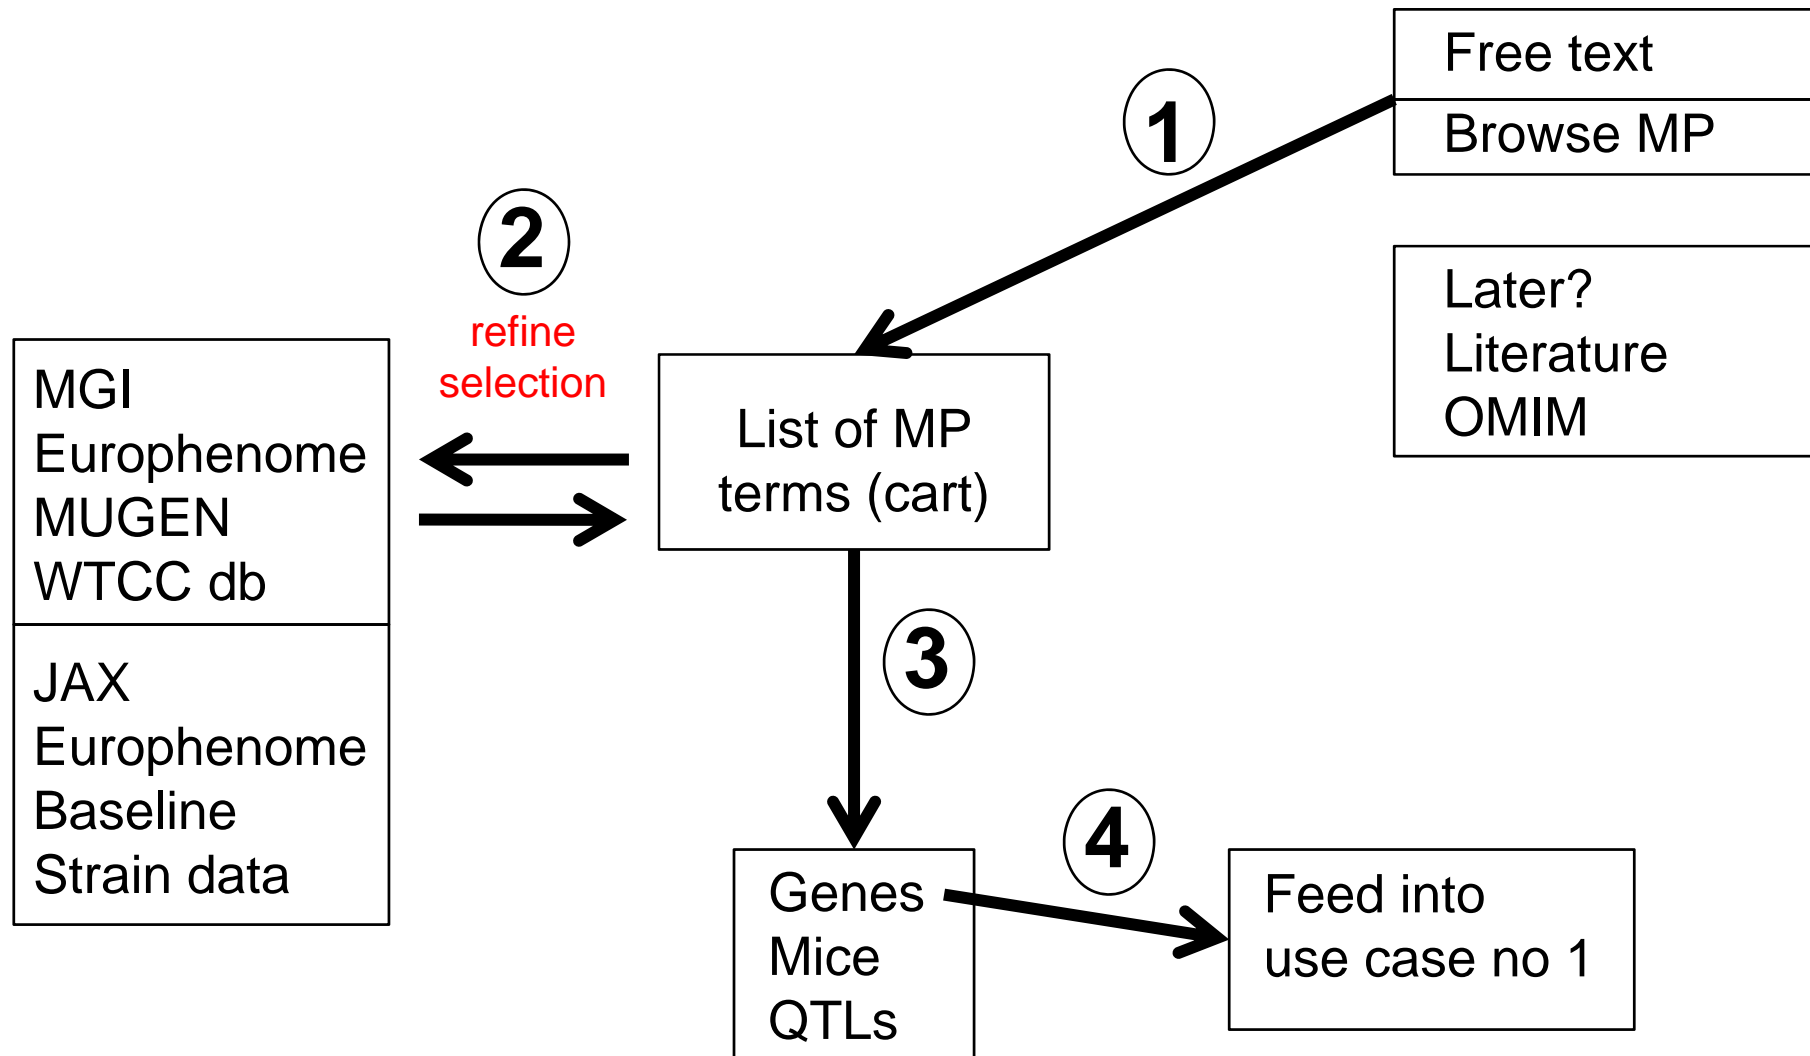 Free text
Browse MP
1
Later?
Literature
OMIM
2
refine
selection
MGI
Europhenome
MUGEN
WTCC db
JAX
Europhenome
Baseline
Strain data
List of MP
terms (cart)
3
Genes
Mice
QTLs
4
Feed into
use case no 1